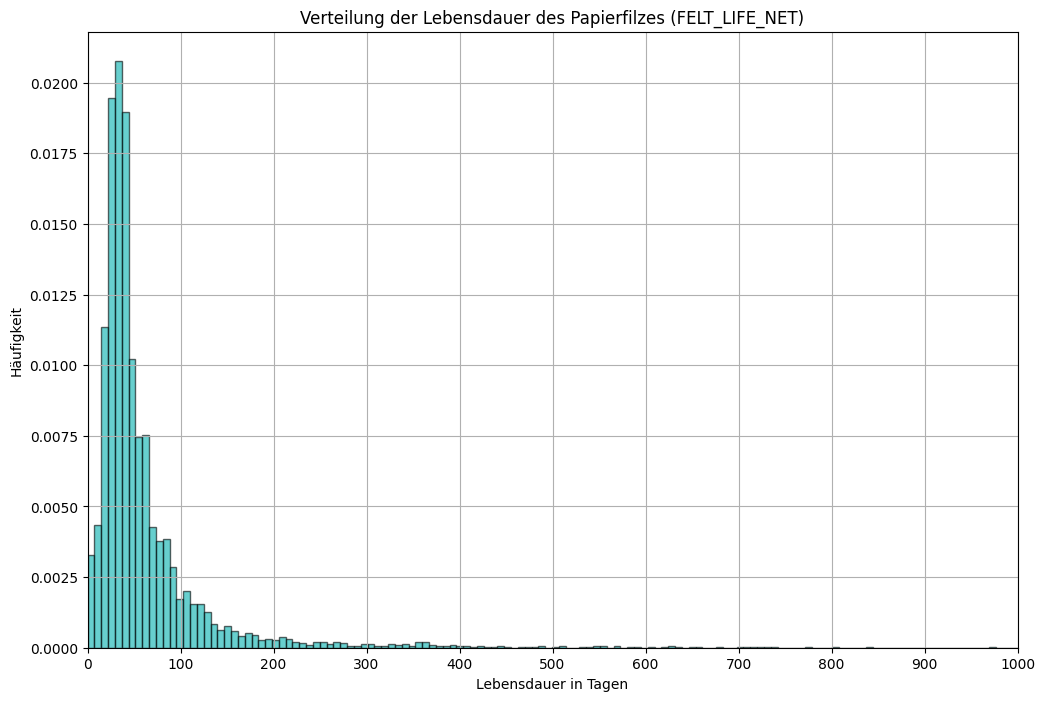 Verteilung der Lebensdauer des Papierfilzes (FELT_LIFE_NET)
Häufigkeit
0.0200
0.0175
0.0150
0.0125
0.0100
0.0075
0.0050
0.0025
0.0000
0 100 200 300 400 500 600 700 800 900 1000
Lebensdauer in Tagen